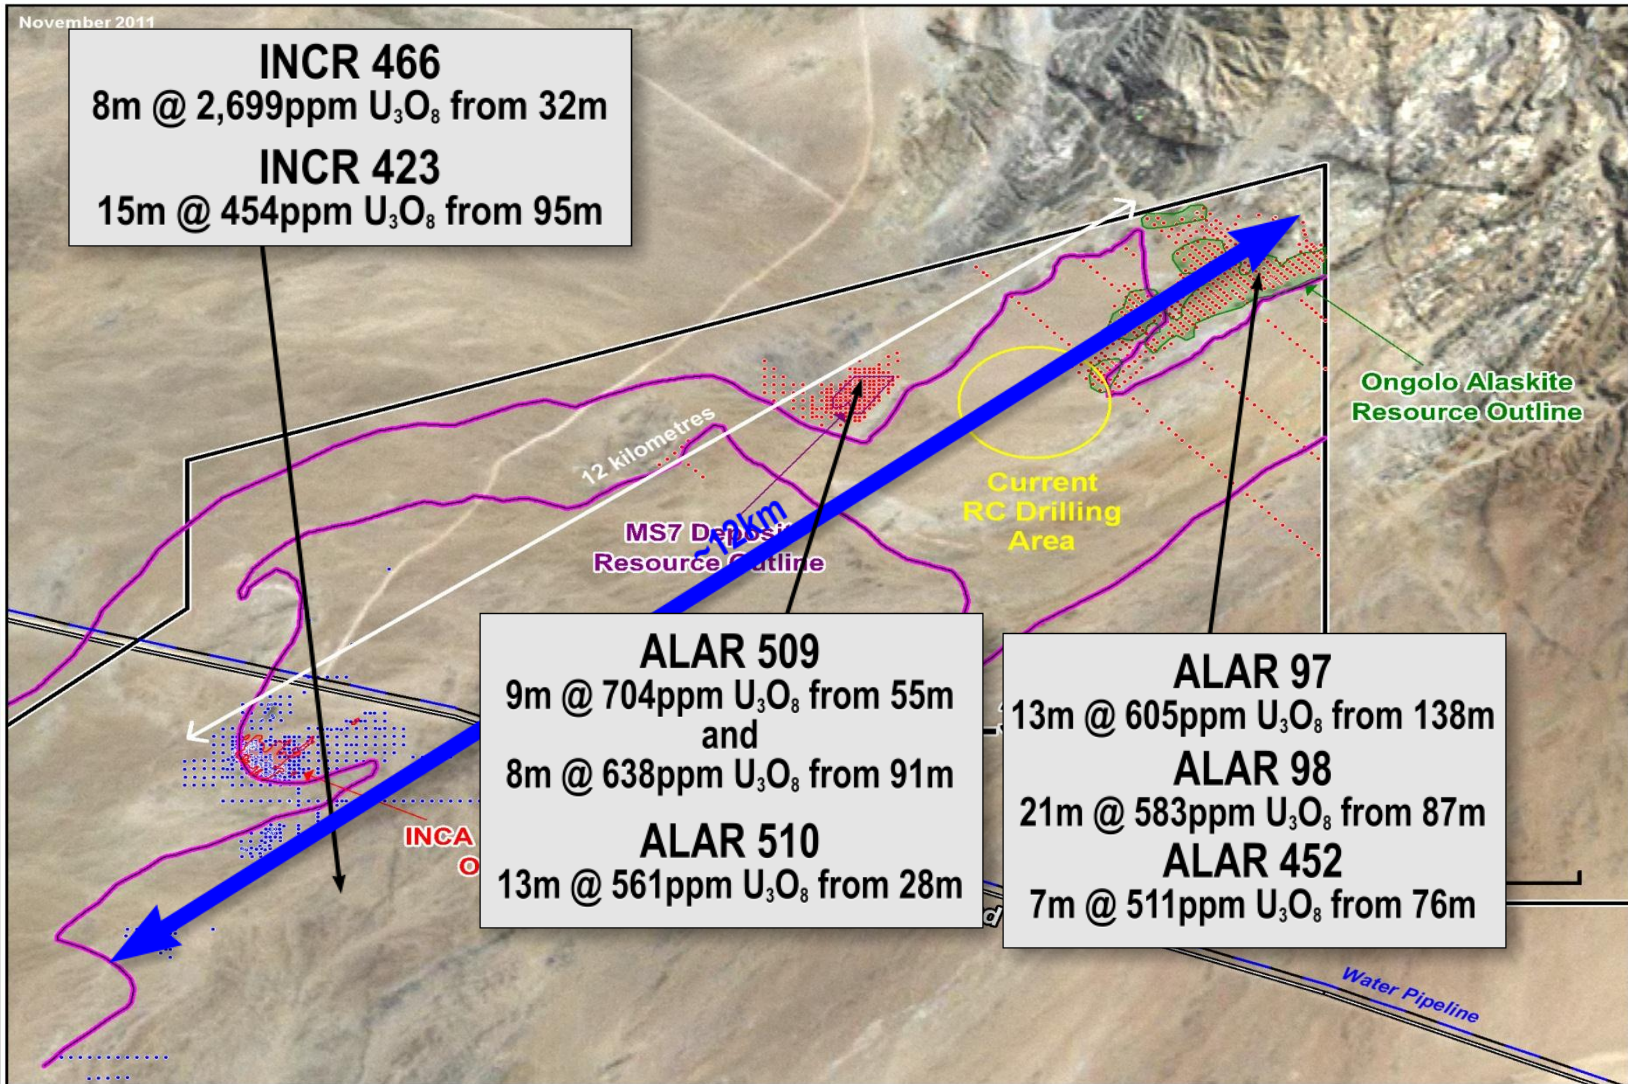 November 2011
INCR 466
8m @ 2,699ppm U₃O₈ from 32m
INCR 423
15m @ 454ppm U₃O₈ from 95m
Ongolo Alaskite
Resource Outline
12 kilometres
Current
RC Drilling
Area
MS7 Deposit
Resource Outline
~12km
ALAR 509
9m @ 704ppm U₃O₈ from 55m
and
8m @ 638ppm U₃O₈ from 91m
ALAR 510
13m @ 561ppm U₃O₈ from 28m
ALAR 97
13m @ 605ppm U₃O₈ from 138m
ALAR 98
21m @ 583ppm U₃O₈ from 87m
ALAR 452
7m @ 511ppm U₃O₈ from 76m
INCA
Water Pipeline